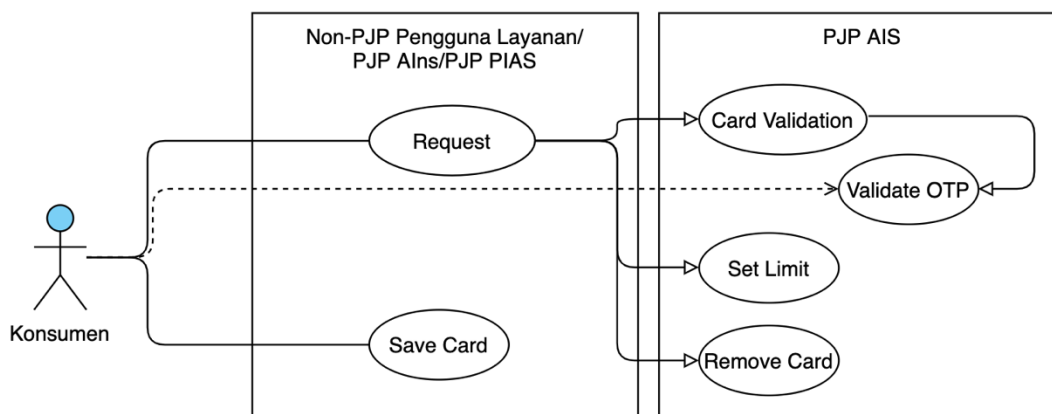 Non-PJP Pengguna Layanan/
PJP AIns/PJP PIAS
PJP AIS
Request
Card Validation
Validate OTP
Set Limit
Konsumen
Save Card
Remove Card